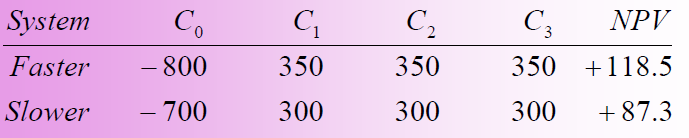 System C₀ C₁ C₂ C₃ NPV
Faster – 800 350 350 350 +118.5
Slower – 700 300 300 300 + 87.3